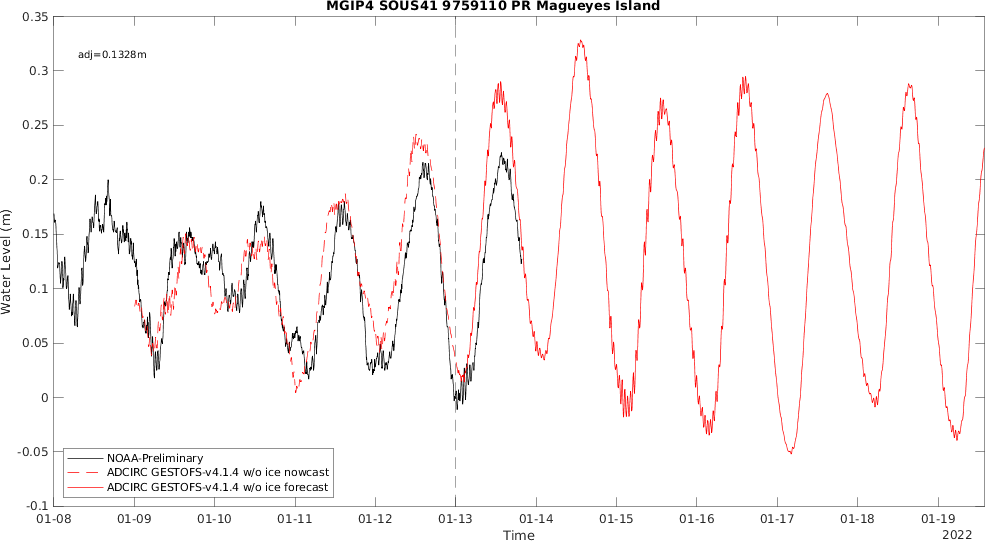 MGIP4 SOUS41 9759110 PR Magueyes Island
adj=0.1328m
Water Level (m)
0.35
0.3
0.25
0.2
0.15
0.1
0.05
0
-0.05
-0.1
NOAA-Preliminary
ADCIRC GESTOFS-v4.1.4 w/o ice nowcast
ADCIRC GESTOFS-v4.1.4 w/o ice forecast
01-08 01-09 01-10 01-11 01-12 01-13 01-14 01-15 01-16 01-17 01-18 01-19
Time
2022